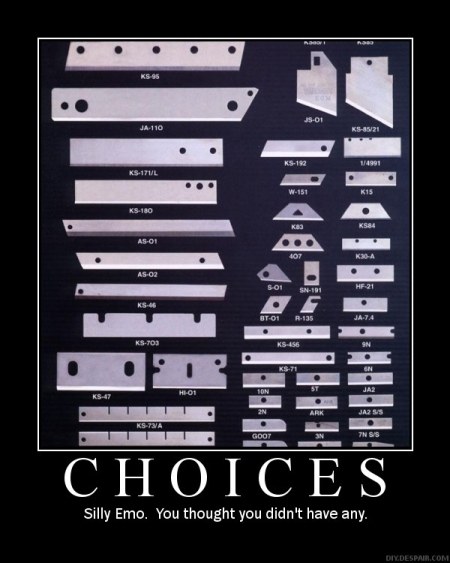 KS-95
JA-110
KS-171/L
KS-180
AS-01
AS-02
KS-46
KS-703
KS-47
HI-01
KS-73/A
JS-01
KS-85/21
KS-192
1/4991
W-151
K15
K83
KS84
407
K30-A
S-01
SN-191
HF-21
BT-01
R-135
JA-7.4
KS-456
9N
KS-71
6N
10N
5T
JA2
2N
ARK
JA2 S/S
GOO7
3N
7N S/S
CHOICES
Silly Emo. You thought you didn't have any.
DIY.DESPAIR.COM